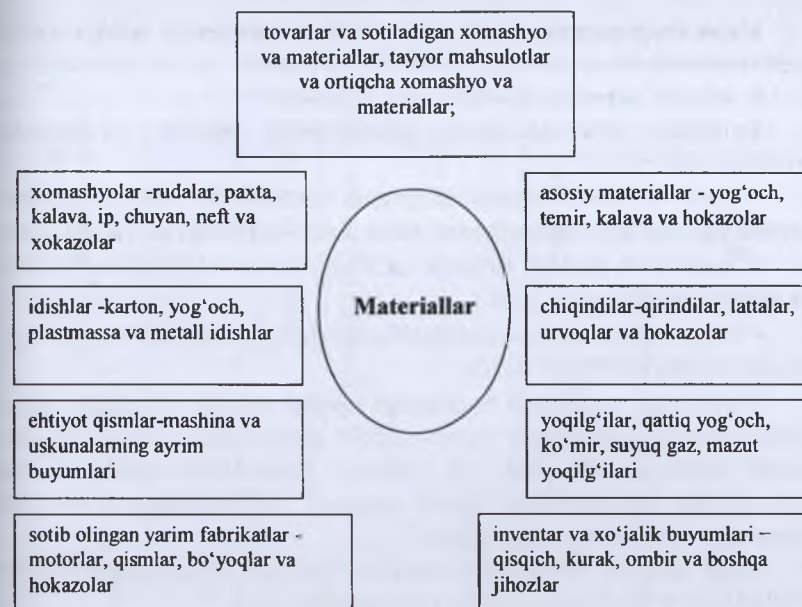 tovarlar va sotiladigan xomashyo
va materiallar, tayyor mahsulotlar
va ortiqcha xomashyo va
materiallar;
xomashyolar -rudalar, paxta,
kalava, ip, chuyan, neft va
xokazolar
asosiy materiallar - yog‘och,
temir, kalava va hokazolar
idishlar -karton, yog‘och,
plastmassa va metall idishlar
Materiallar
chiqindilar-qirindilar, lattalar,
urvoqlar va hokazolar
ehtiyot qismlar-mashina va
uskunalarning ayrim
buyumlari
yoqilg‘ilar, qattiq yog‘och,
ko‘mir, suyuq gaz, mazut
yoqilg‘ilari
sotib olingan yarim fabrikatlar -
motorlar, qismlar, bo‘yoqlar va
hokazolar
inventar va xo‘jalik buyumlari –
qisqich, kurak, ombir va boshqa
jihozlar